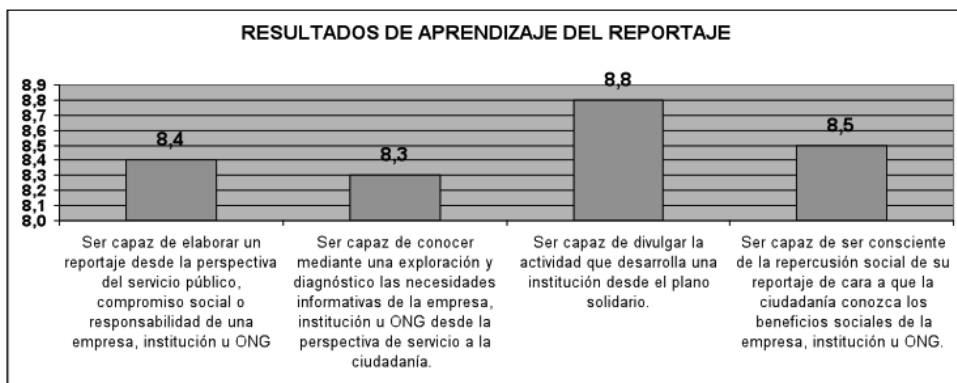 RESULTADOS DE APRENDIZAJE DEL REPORTAJE
8,9
8,8
8,7
8,6
8,5
8,4
8,3
8,2
8,1
8,0
8,4
8,3
8,8
8,5
Ser capaz de elaborar un
reportaje desde la perspectiva
del servicio público,
compromiso social o
responsabilidad de una
empresa, institución u ONG
Ser capaz de conocer
mediante una exploración y
diagnóstico las necesidades
informativas de la empresa,
institución u ONG desde la
perspectiva de servicio a la
ciudadanía.
Ser capaz de divulgar la
actividad que desarrolla una
institución desde el plano
solidario.
Ser capaz de ser consciente
de la repercusión social de su
reportaje de cara a que la
ciudadanía conozca los
beneficios sociales de la
empresa, institución u ONG.